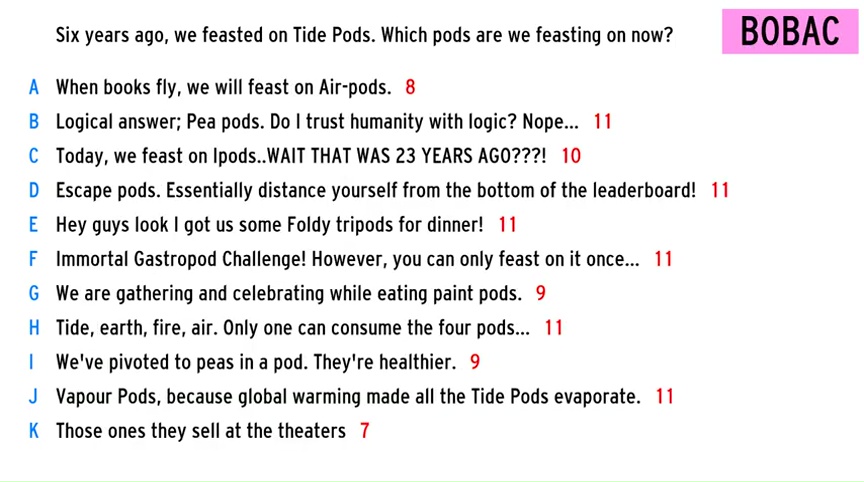 Six years ago, we feasted on Tide Pods. Which pods are we feasting on now?
BOBAC
A When books fly, we will feast on Air-pods. 8
B Logical answer; Pea pods. Do I trust humanity with logic? Nope... 11
C Today, we feast on Ipods..WAIT THAT WAS 23 YEARS AGO???! 10
D Escape pods. Essentially distance yourself from the bottom of the leaderboard! 11
E Hey guys look I got us some Foldy tripods for dinner! 11
F Immortal Gastropod Challenge! However, you can only feast on it once... 11
G We are gathering and celebrating while eating paint pods. 9
H Tide, earth, fire, air. Only one can consume the four pods... 11
I We've pivoted to peas in a pod. They're healthier. 9
J Vapour Pods, because global warming made all the Tide Pods evaporate. 11
K Those ones they sell at the theaters 7